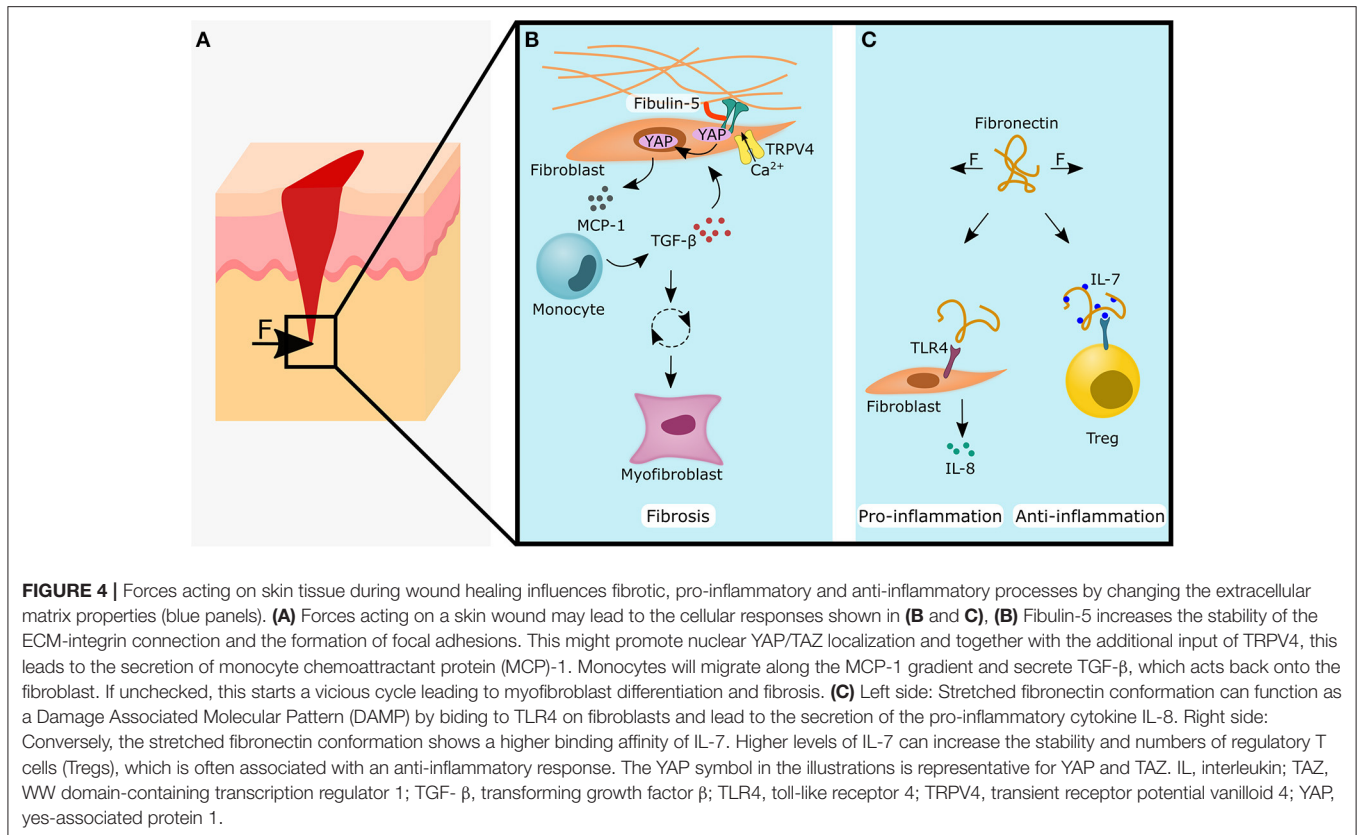 A
F
B
Fibulin-5
YAP
YAP
TRPV4
Ca2+
Fibroblast
MCP-1
TGF-β
Monocyte
Myofibroblast
Fibrosis
C
Fibronectin
F
F
IL-7
TLR4
Fibroblast
Treg
IL-8
Pro-inflammation
Anti-inflammation
FIGURE 4 | Forces acting on skin tissue during wound healing influences fibrotic, pro-inflammatory and anti-inflammatory processes by changing the extracellular
matrix properties (blue panels). (A) Forces acting on a skin wound may lead to the cellular responses shown in (B and C), (B) Fibulin-5 increases the stability of the
ECM-integrin connection and the formation of focal adhesions. This might promote nuclear YAP/TAZ localization and together with the additional input of TRPV4, this
leads to the secretion of monocyte chemoattractant protein (MCP)-1. Monocytes will migrate along the MCP-1 gradient and secrete TGF-β, which acts back onto the
fibroblast. If unchecked, this starts a vicious cycle leading to myofibroblast differentiation and fibrosis. (C) Left side: Stretched fibronectin conformation can function as
a Damage Associated Molecular Pattern (DAMP) by biding to TLR4 on fibroblasts and lead to the secretion of the pro-inflammatory cytokine IL-8. Right side:
Conversely, the stretched fibronectin conformation shows a higher binding affinity of IL-7. Higher levels of IL-7 can increase the stability and numbers of regulatory T
cells (Tregs), which is often associated with an anti-inflammatory response. The YAP symbol in the illustrations is representative for YAP and TAZ. IL, interleukin; TAZ,
WW domain-containing transcription regulator 1; TGF- β, transforming growth factor β; TLR4, toll-like receptor 4; TRPV4, transient receptor potential vanilloid 4; YAP,
yes-associated protein 1.